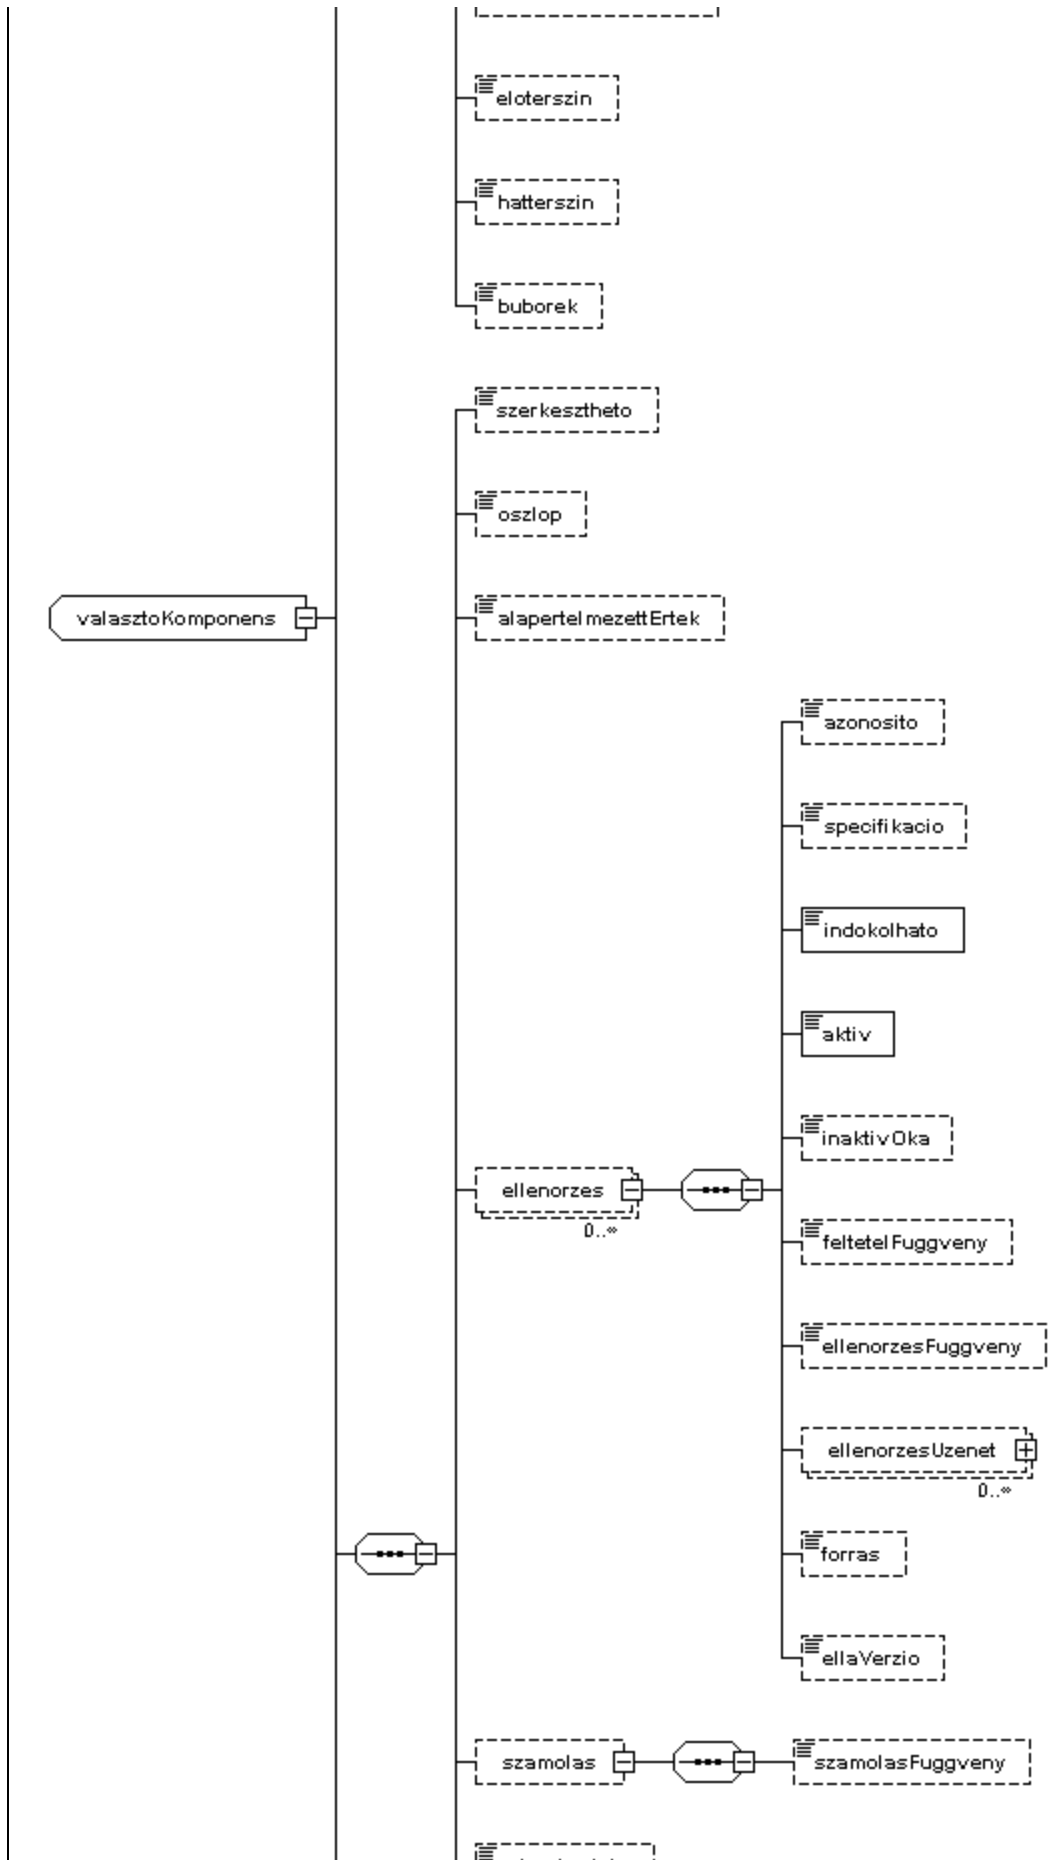 eloterszin
hatterszin
buborek
szerkesztheto
oszlop
valasztoKomponens
alapertelmezettErtek
azonosito
specifikacio
indokolhato
aktiv
inaktivOka
ellenorzes
0..∞
feltetelFuggveny
ellenorzesFuggveny
ellenorzesUzenet
0..∞
forras
ellaVerzio
szamolas
szamolasFuggveny